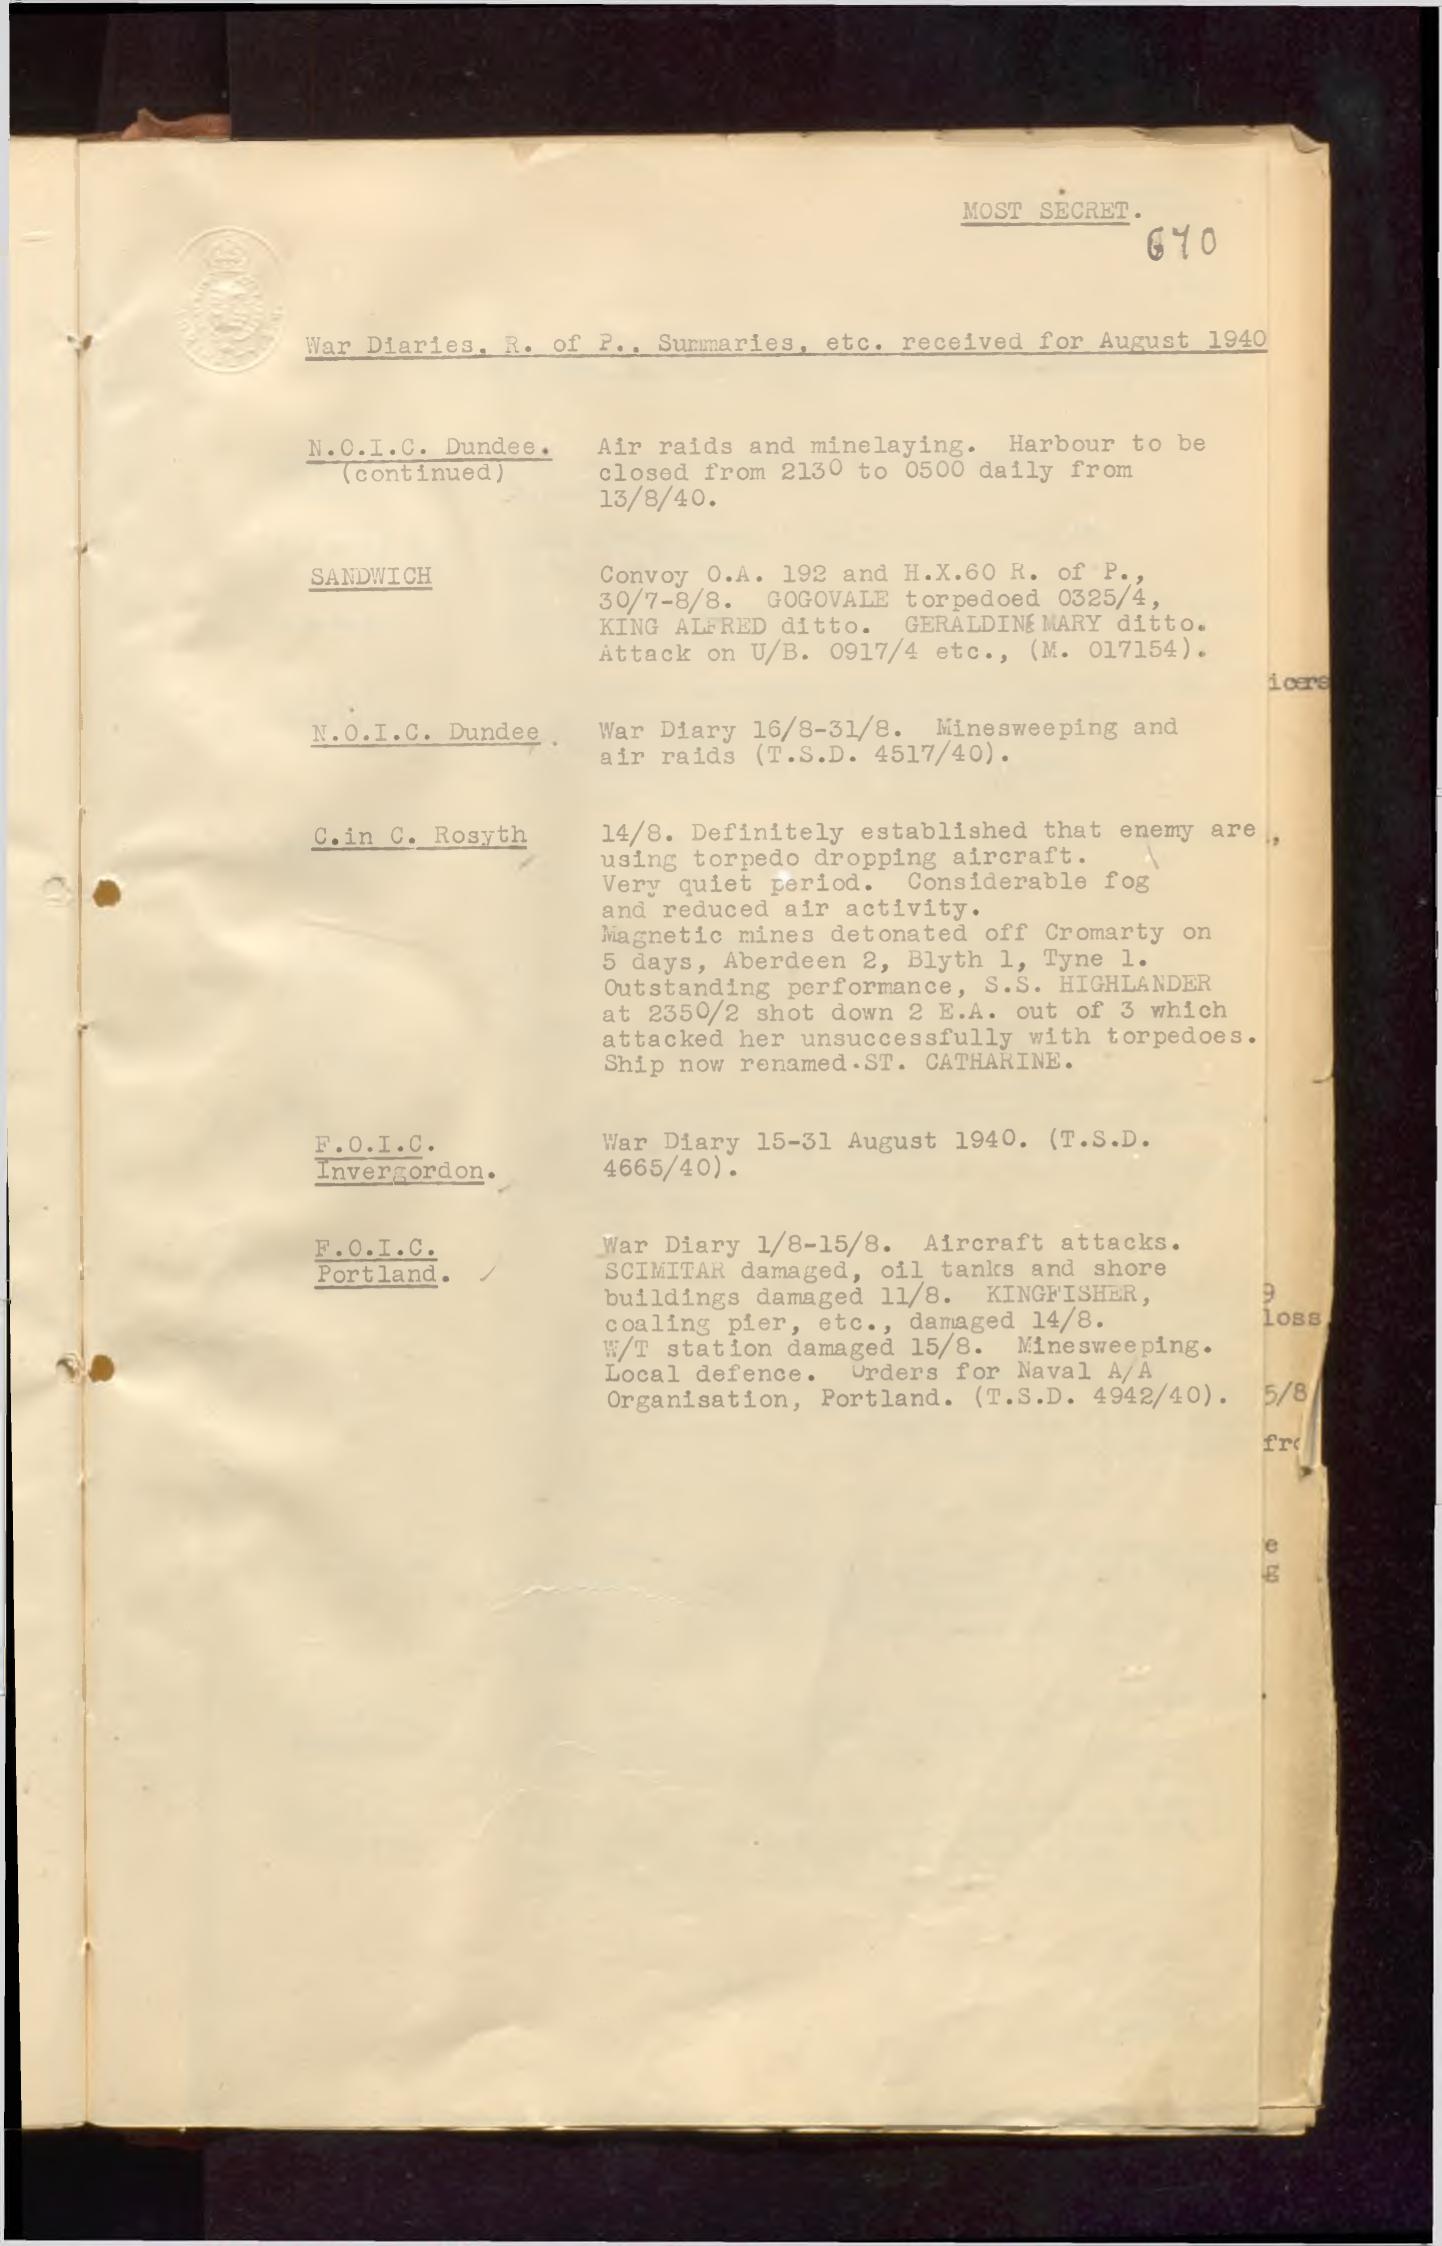 MOST SECRET.
670
War Diaries, R. of P., Summaries, etc. received for August 1940
N.O.I.C. Dundee.
(continued)
Air raids and minelaying. Harbour to be
closed from 2130 to 0500 daily from
13/8/40.
SANDWICH
Convoy O.A. 192 and H.X.60 R. of P.,
30/7-8/8. GOGOVALE torpedoed 0325/4,
KING ALFRED ditto. GERALDINE MARY ditto.
Attack on U/B. 0917/4 etc., (M. 017154).
N.O.I.C. Dundee.
War Diary 16/8-31/8. Minesweeping and
air raids (T.S.D. 4517/40).
C.in C. Rosyth
14/8. Definitely established that enemy are
using torpedo dropping aircraft.
Very quiet period. Considerable fog
and reduced air activity.
Magnetic mines detonated off Cromarty on
5 days, Aberdeen 2, Blyth 1, Tyne 1.
Outstanding performance, S.S. HIGHLANDER
at 2350/2 shot down 2 E.A. out of 3 which
attacked her unsuccessfully with torpedoes.
Ship now renamed.ST. CATHARINE.
F.O.I.C.
Invergordon.
War Diary 15-31 August 1940. (T.S.D.
4665/40).
F.O.I.C.
Portland.
War Diary 1/8-15/8. Aircraft attacks.
SCIMITAR damaged, oil tanks and shore
buildings damaged 11/8. KINGFISHER,
coaling pier, etc., damaged 14/8.
W/T station damaged 15/8. Minesweeping.
Local defence. Orders for Naval A/A
Organisation, Portland. (T.S.D. 4942/40).
icers
9
loss
5/8
fro
e
g